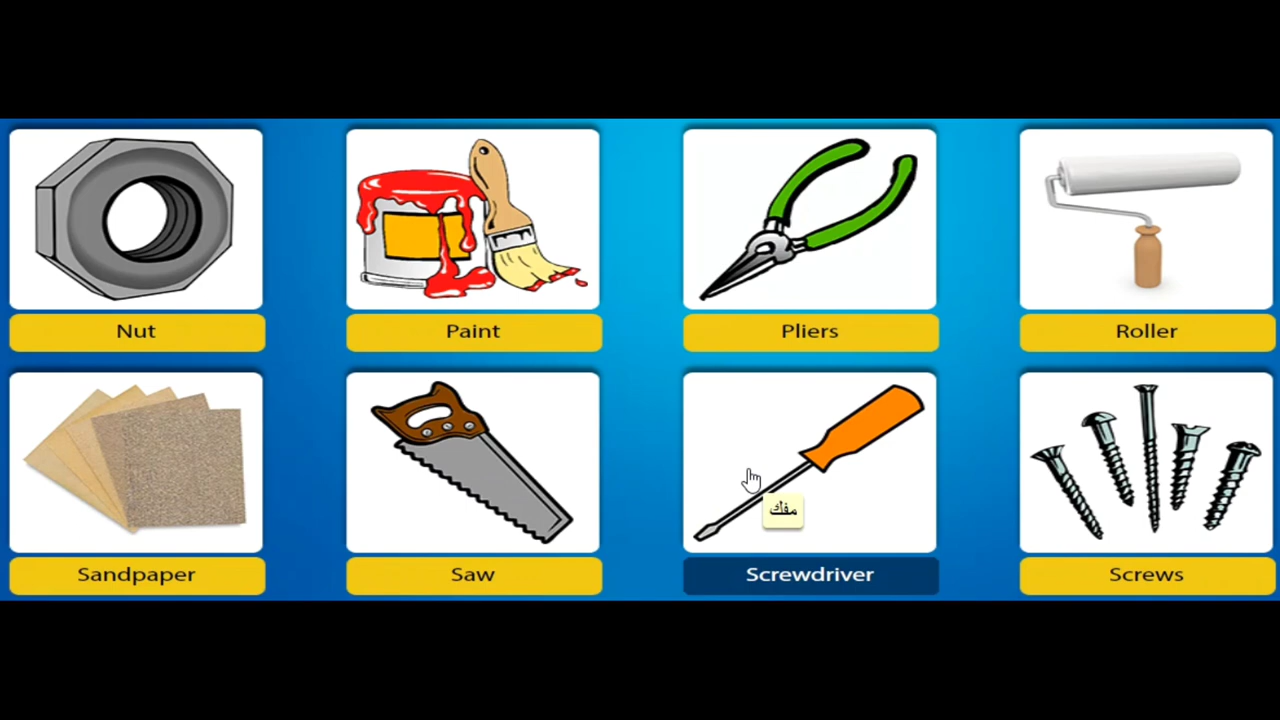 Nut
Paint
Pliers
Roller
Sandpaper
Saw
مفك
Screwdriver
Screws